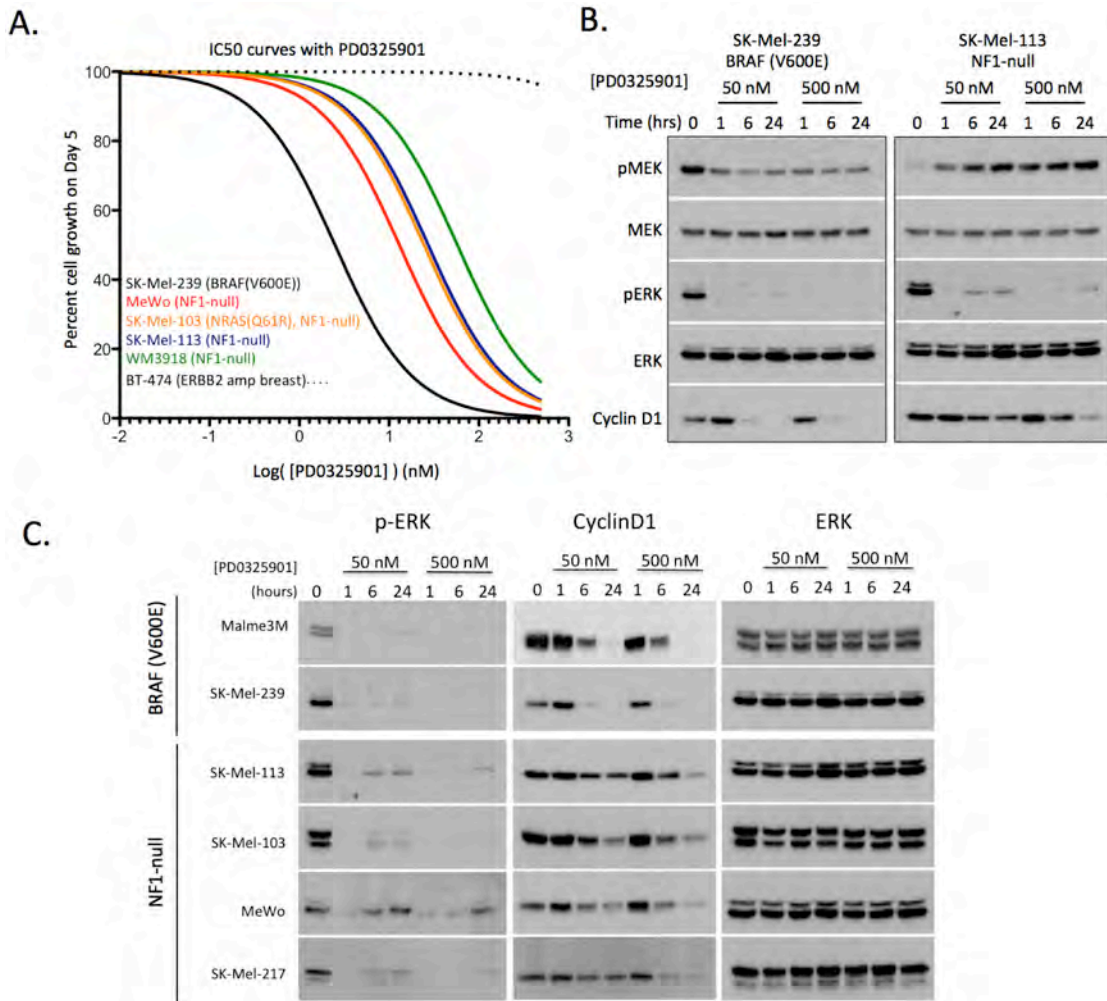 A.
IC50 curves with PD0325901
Percent cell growth on Day 5
100
80
60
40
20
0
-2 -1 0 1 2 3
Log( [PD0325901] ) (nM)
SK-Mel-239 (BRAF(V600E))
MeWo (NF1-null)
SK-Mel-103 (NRAS(Q61R), NF1-null)
SK-Mel-113 (NF1-null)
WM3918 (NF1-null)
BT-474 (ERBB2 amp breast)....
B.
SK-Mel-239
BRAF (V600E)
SK-Mel-113
NF1-null
[PD0325901] 50 nM 500 nM 50 nM 500 nM
Time (hrs) 0 1 6 24 1 6 24 0 1 6 24 1 6 24
pMEK
MEK
pERK
ERK
Cyclin D1
C.
p-ERK CyclinD1 ERK
[PD0325901] 50 nM 500 nM 50 nM 500 nM 50 nM 500 nM
(hours) 0 1 6 24 1 6 24 0 1 6 24 1 6 24 0 1 6 24 1 6 24
BRAF (V600E)
Malme3M
SK-Mel-239
NF1-null
SK-Mel-113
SK-Mel-103
MeWo
SK-Mel-217